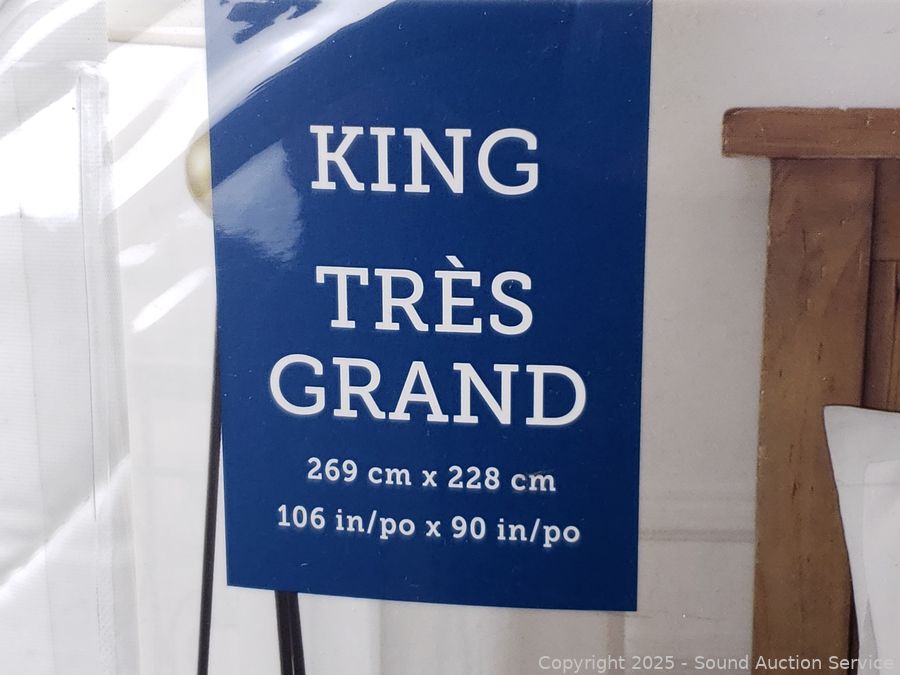 KING
TRÈS
GRAND
269 cm x 228 cm
106 in/po x 90 in/po
Copyright 2025 - Sound Auction Service